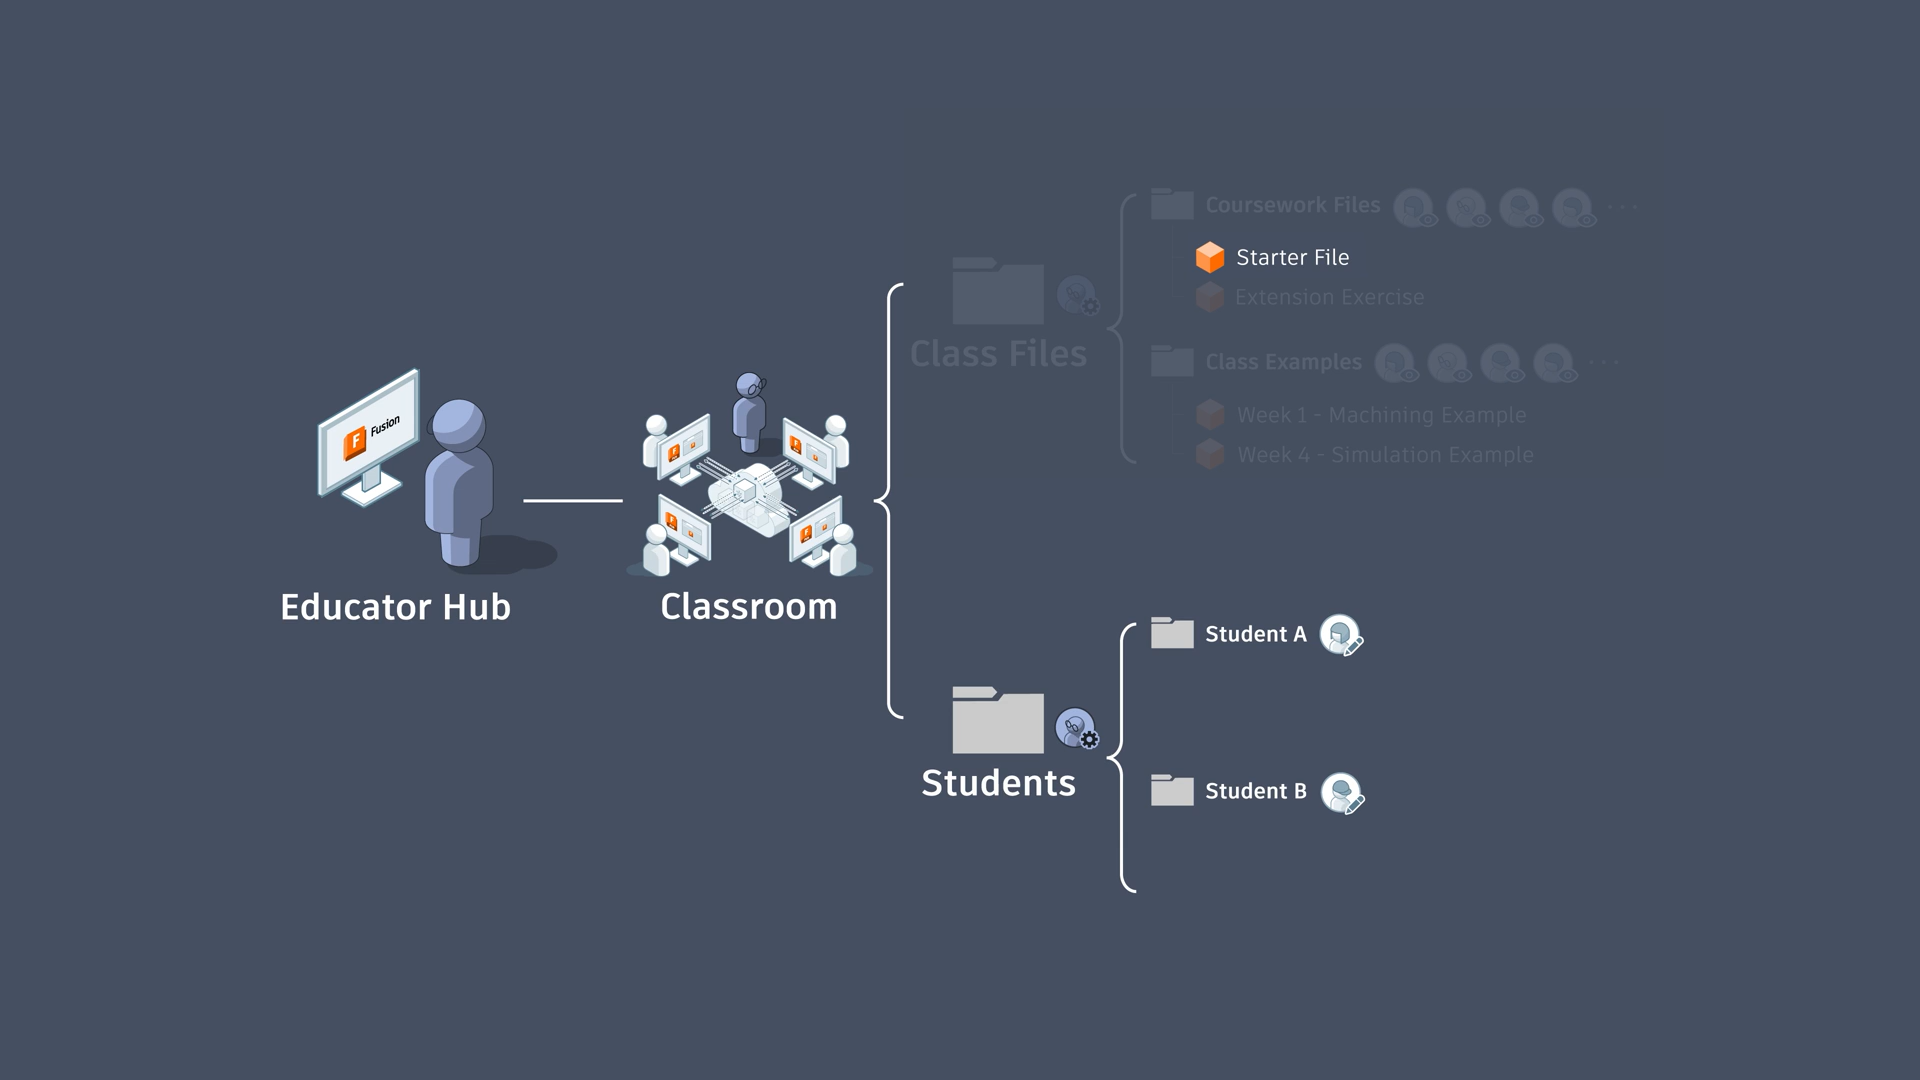 Fusion
Educator Hub
Classroom
Class Files
Coursework Files
Starter File
Extension Exercise
Class Examples
Week 1 - Machining Example
Week 4 - Simulation Example
Students
Student A
Student B